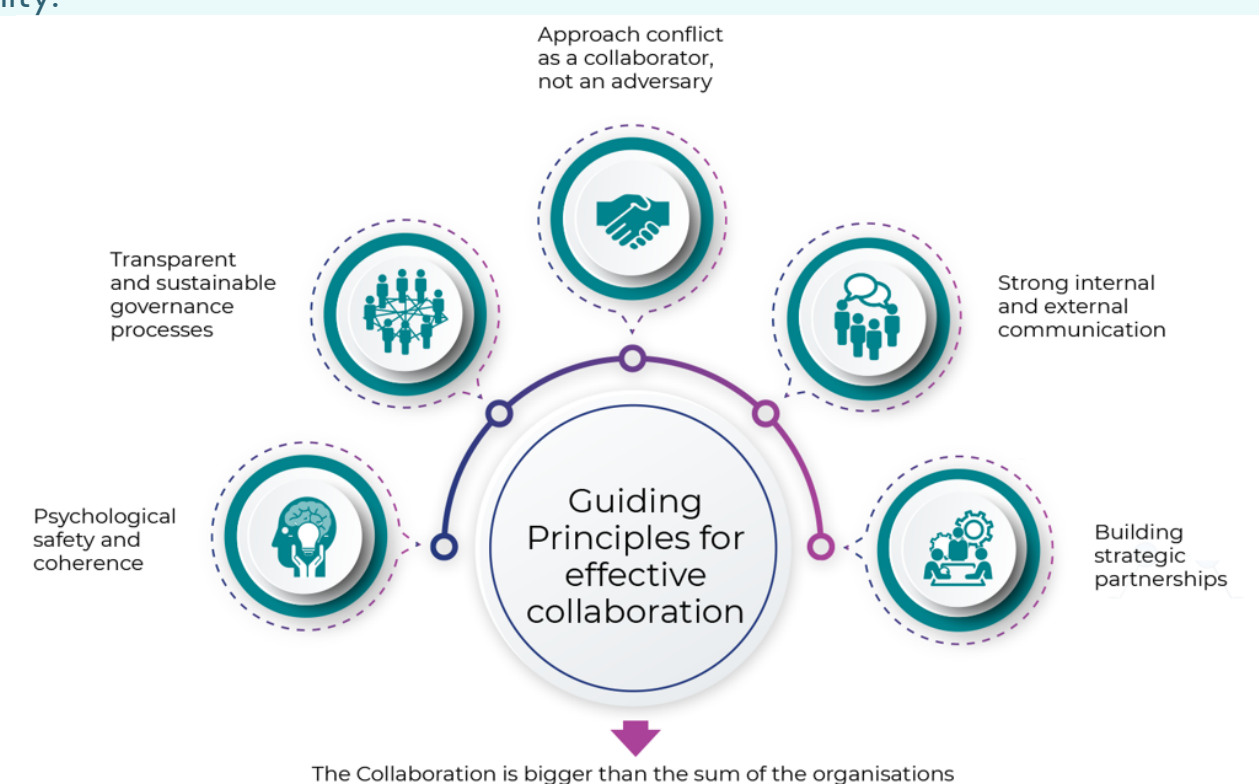 lity.
Approach conflict
as a collaborator,
not an adversary
Transparent
and sustainable
governance
processes
Strong internal
and external
communication
Psychological
safety and
coherence
Guiding
Principles for
effective
collaboration
Building
strategic
partnerships
The Collaboration is bigger than the sum of the organisations